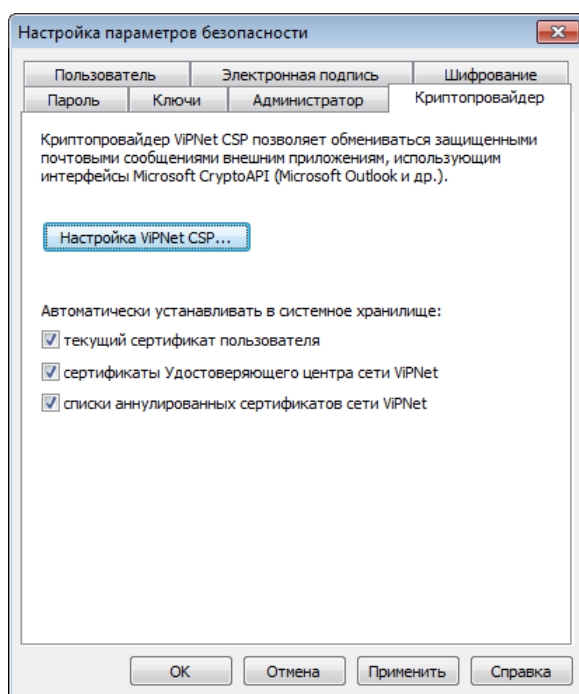 Настройка параметров безопасности
Пользователь Электронная подпись Шифрование
Пароль Ключи Администратор Криптопровайдер
Криптопровайдер ViPNet CSP позволяет обмениваться защищенными
почтовыми сообщениями внешним приложениям, использующим
интерфейсы Microsoft CryptoAPI (Microsoft Outlook и др.).
Настройка ViPNet CSP...
Автоматически устанавливать в системное хранилище:
текущий сертификат пользователя
сертификаты Удостоверяющего центра сети ViPNet
списки аннулированных сертификатов сети ViPNet
OK Отмена Применить Справка